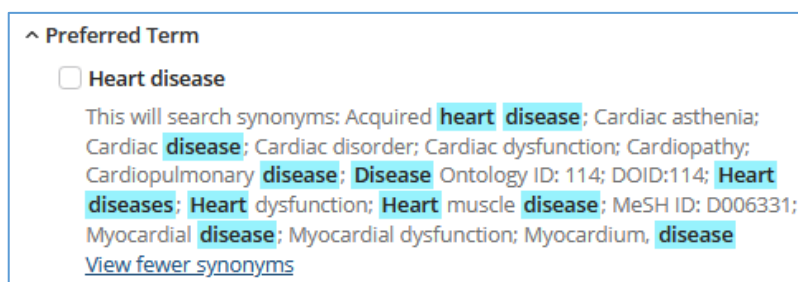 Preferred Term
Heart disease
This will search synonyms: Acquired heart disease; Cardiac asthenia;
Cardiac disease; Cardiac disorder; Cardiac dysfunction; Cardiopathy;
Cardiopulmonary disease; Disease Ontology ID: 114; DOID:114; Heart
diseases; Heart dysfunction; Heart muscle disease; MeSH ID: D006331;
Myocardial disease; Myocardial dysfunction; Myocardium, disease
View fewer synonyms